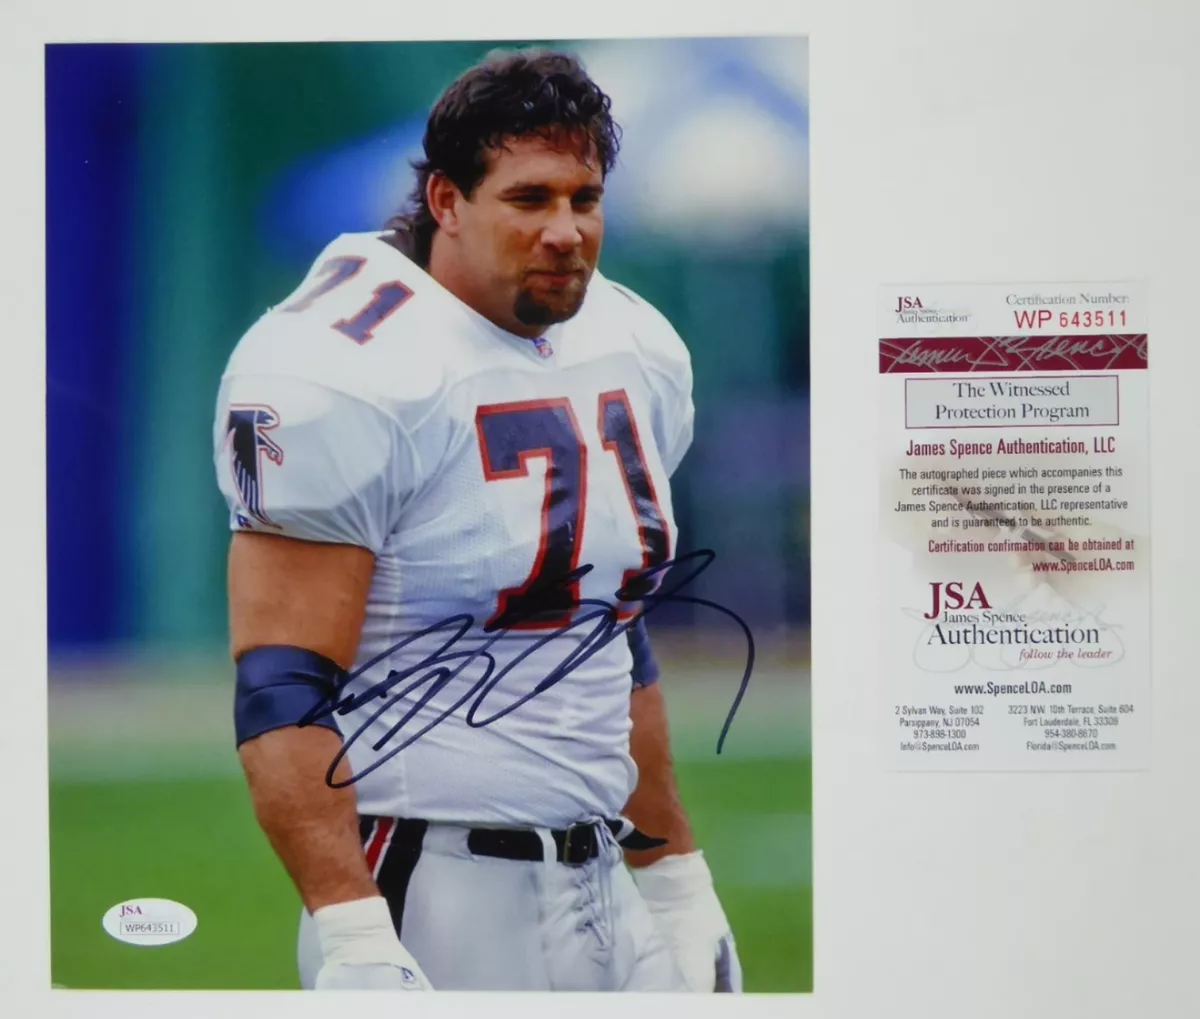 71
71
JSA
WP643511
JSA
James Spence
Authentication
Certification Number:
WP 643511
James Spence
The Witnessed
Protection Program
James Spence Authentication, LLC
The autographed piece which accompanies this
certificate was signed in the presence of a
James Spence Authentication, LLC representative
and is guaranteed to be authentic.
Certification confirmation can be obtained at
www.SpenceLOA.com
JSA
James Spence
Authentication
follow the leader
www.SpenceLOA.com
2 Sylvan Way, Suite 102
Parsippany, NJ 07054
973-898-1300
Info@SpenceLOA.com
3223 NW 10th Terrace, Suite 604
Fort Lauderdale, FL 33309
954-380-8670
Florida@SpenceLOA.com